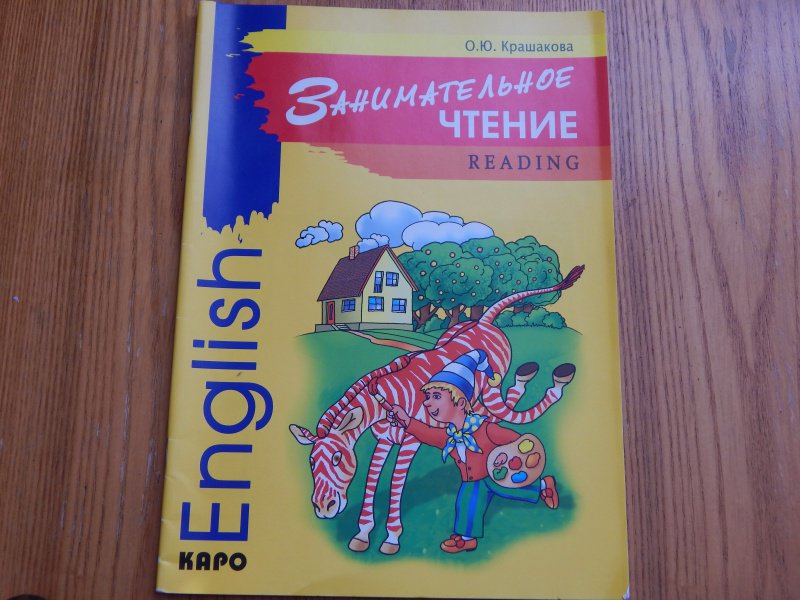 О.Ю. Крашакова
ЗАНИМАТЕЛЬНОЕ
ЧТЕНИЕ
READING
English
КАРО